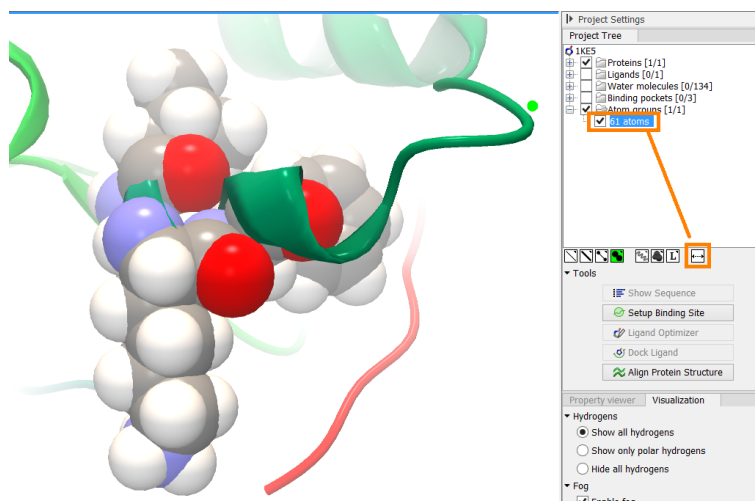 Project Settings
Project Tree
1KE5
Proteins [1/1]
Ligands [0/1]
Water molecules [0/134]
Binding pockets [0/3]
Atom groups [1/1]
61 atoms
L
Tools
Show Sequence
Setup Binding Site
Ligand Optimizer
Dock Ligand
Align Protein Structure
Property viewer Visualization
Hydrogens
Show all hydrogens
Show only polar hydrogens
Hide all hydrogens
Fog
Enable fog